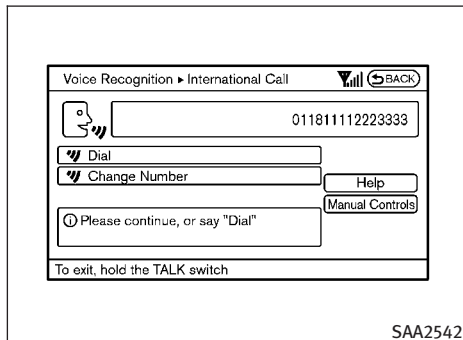 Voice Recognition ▸ International Call BACK
011811112223333
Dial
Change Number
Help
Manual Controls
Please continue, or say "Dial"
To exit, hold the TALK switch
SAA2542